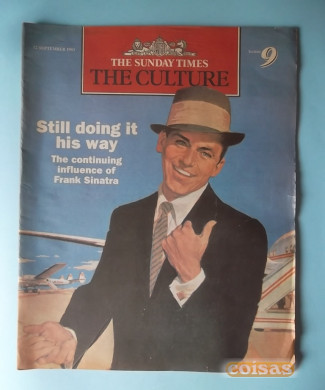 THE SUNDAY TIMES
THE CULTURE
9
Still doing it
his way
The continuing
influence of
Frank Sinatra
coisas